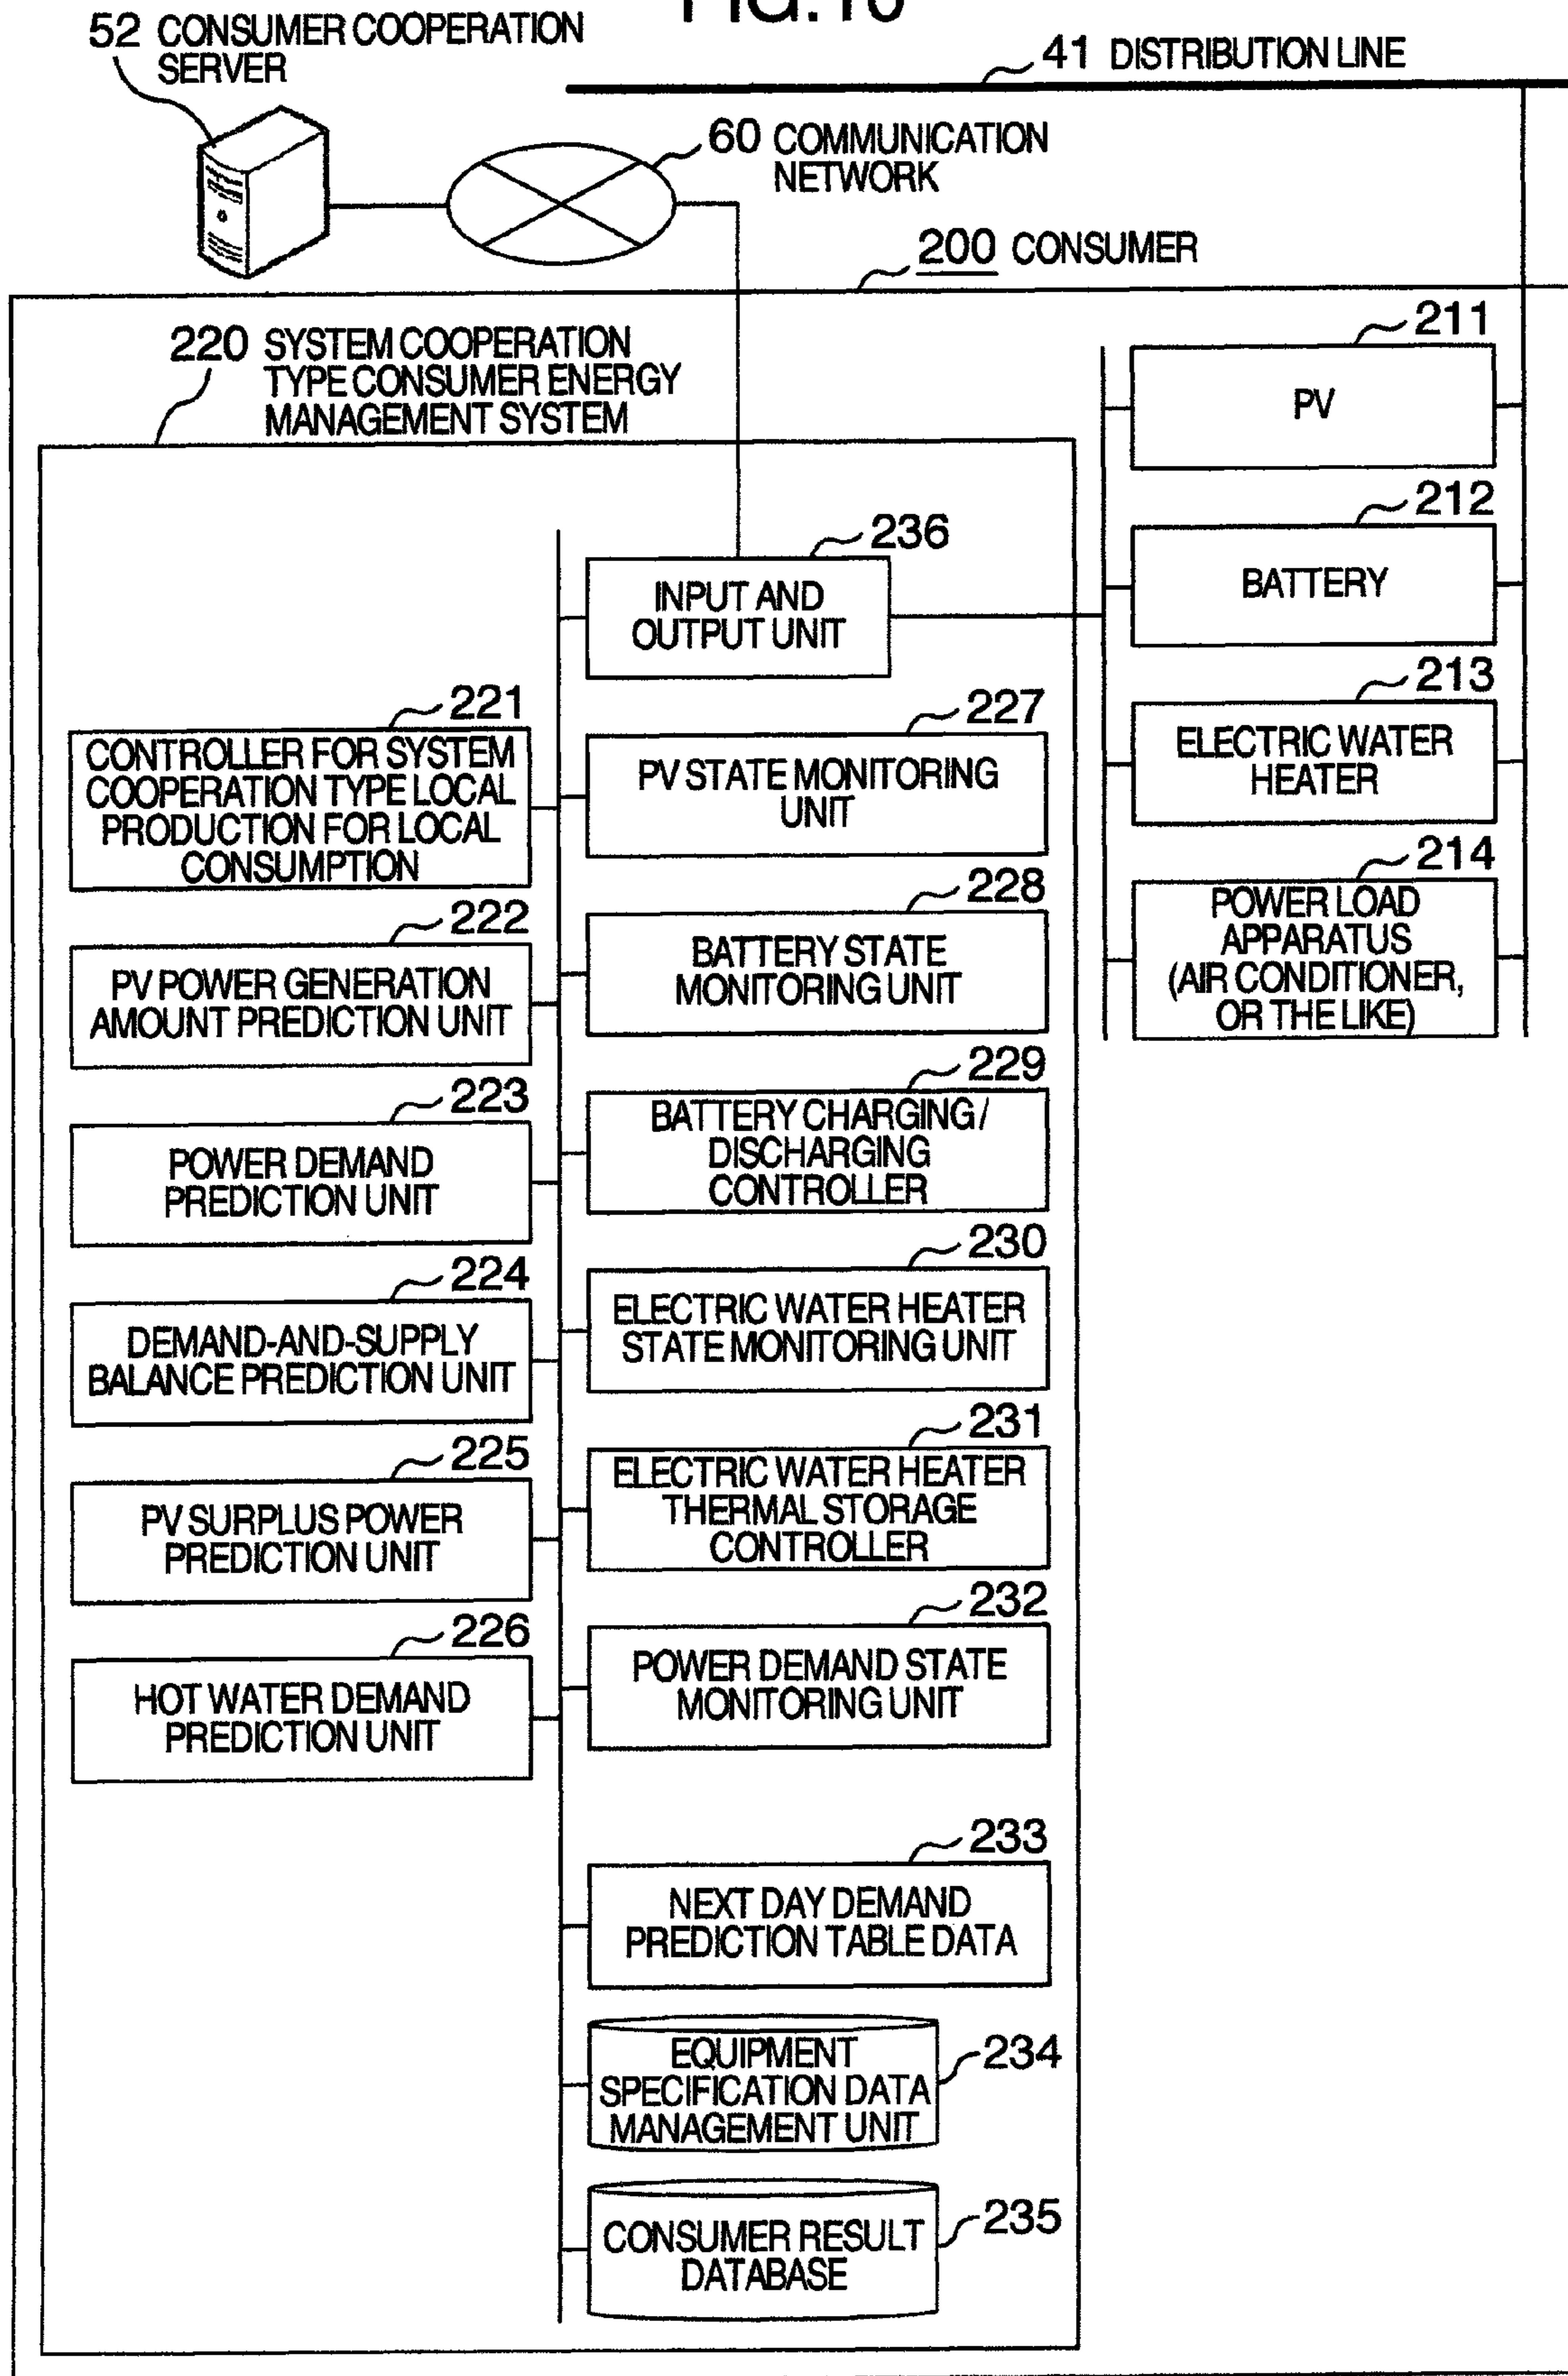 FIG.10
52 CONSUMER COOPERATION
SERVER
41 DISTRIBUTION LINE
60 COMMUNICATION
NETWORK
200 CONSUMER
220 SYSTEM COOPERATION
TYPE CONSUMER ENERGY
MANAGEMENT SYSTEM
211
PV
212
BATTERY
213
ELECTRIC WATER
HEATER
214
POWER LOAD
APPARATUS
(AIR CONDITIONER,
OR THE LIKE)
236
INPUT AND
OUTPUT UNIT
221
CONTROLLER FOR SYSTEM
COOPERATION TYPE LOCAL
PRODUCTION FOR LOCAL
CONSUMPTION
222
PV POWER GENERATION
AMOUNT PREDICTION UNIT
223
POWER DEMAND
PREDICTION UNIT
224
DEMAND-AND-SUPPLY
BALANCE PREDICTION UNIT
225
PV SURPLUS POWER
PREDICTION UNIT
226
HOT WATER DEMAND
PREDICTION UNIT
227
PV STATE MONITORING
UNIT
228
BATTERY STATE
MONITORING UNIT
229
BATTERY CHARGING/
DISCHARGING
CONTROLLER
230
ELECTRIC WATER HEATER
STATE MONITORING UNIT
231
ELECTRIC WATER HEATER
THERMAL STORAGE
CONTROLLER
232
POWER DEMAND STATE
MONITORING UNIT
233
NEXT DAY DEMAND
PREDICTION TABLE DATA
EQUIPMENT
SPECIFICATION DATA
MANAGEMENT UNIT
234
CONSUMER RESULT
DATABASE
235